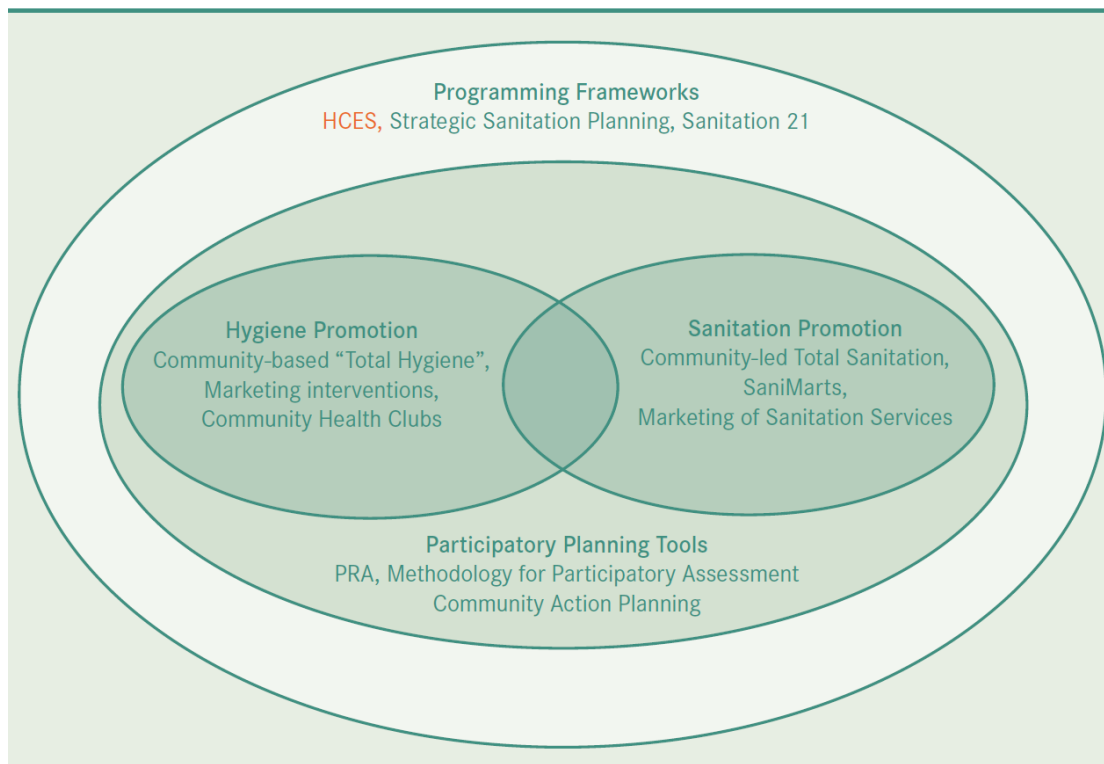 Programming Frameworks
HCES, Strategic Sanitation Planning, Sanitation 21
Hygiene Promotion
Community-based “Total Hygiene”,
Marketing interventions,
Community Health Clubs
Sanitation Promotion
Community-led Total Sanitation,
SaniMarts,
Marketing of Sanitation Services
Participatory Planning Tools
PRA, Methodology for Participatory Assessment
Community Action Planning